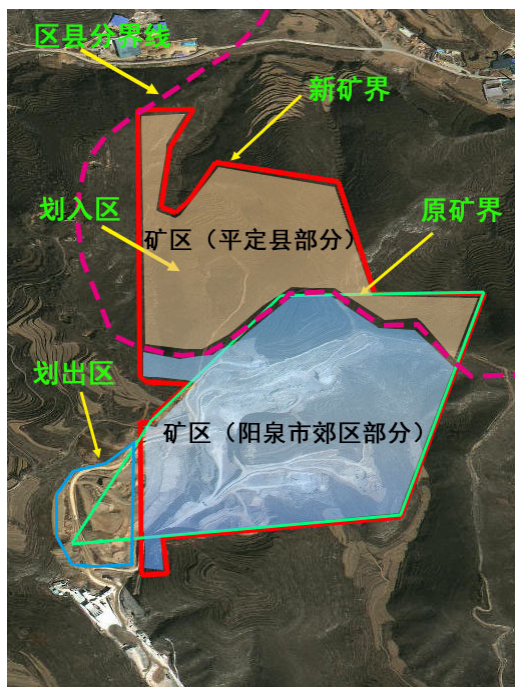 区县分界线
新矿界
划入区
原矿界
矿区（平定县部分）
划出区
矿区（阳泉市郊区部分）